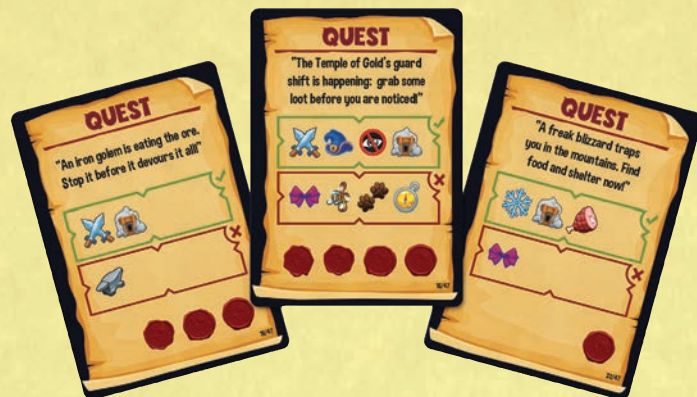 QUEST
"An iron golem is eating the ore.
Stop it before it devours it all!"
QUEST
"The Temple of Gold's guard
shift is happening: grab some
loot before you are noticed!"
QUEST
"A freak blizzard traps
you in the mountains. Find
food and shelter now!"